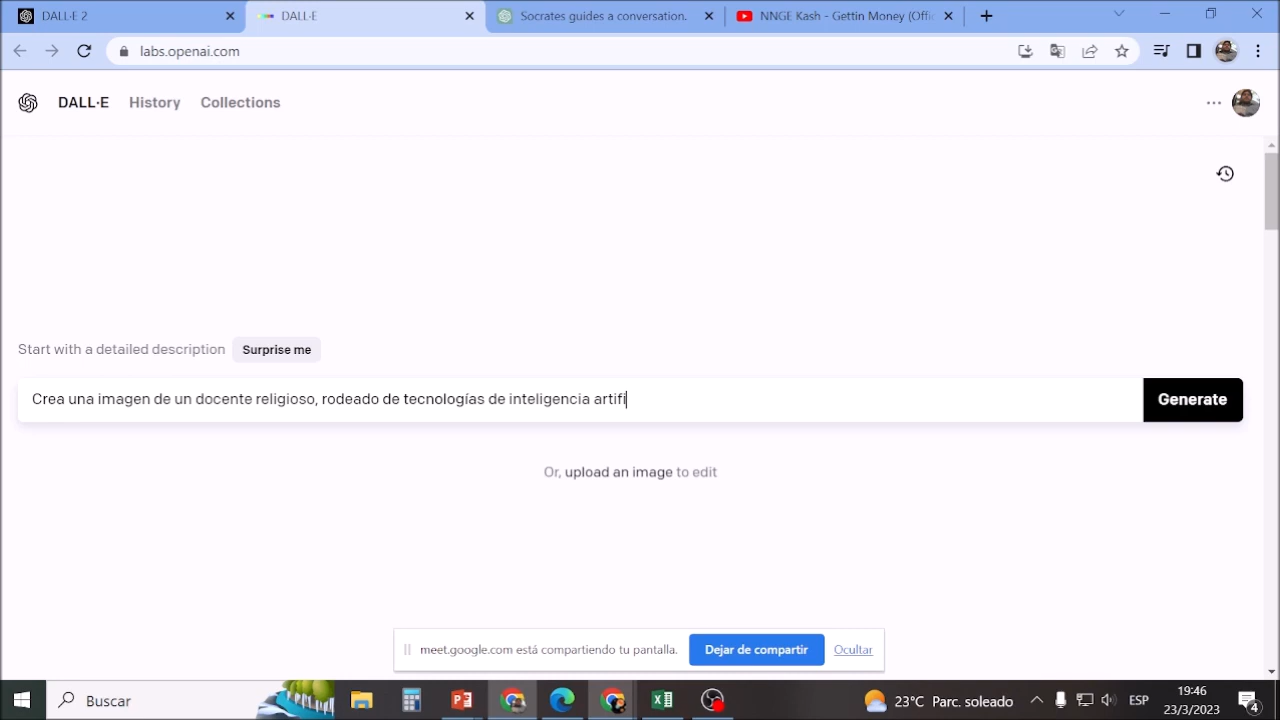 DALL·E 2
DALL·E
Socrates guides a conversation.
NNGE Kash - Gettin Money (Offic
labs.openai.com
DALL·E History Collections
Start with a detailed description Surprise me
Crea una imagen de un docente religioso, rodeado de tecnologías de inteligencia artifi
Generate
Or, upload an image to edit
meet.google.com está compartiendo tu pantalla. Dejar de compartir Ocultar
Buscar
23°C Parc. soleado
ESP
19:46
23/3/2023
4